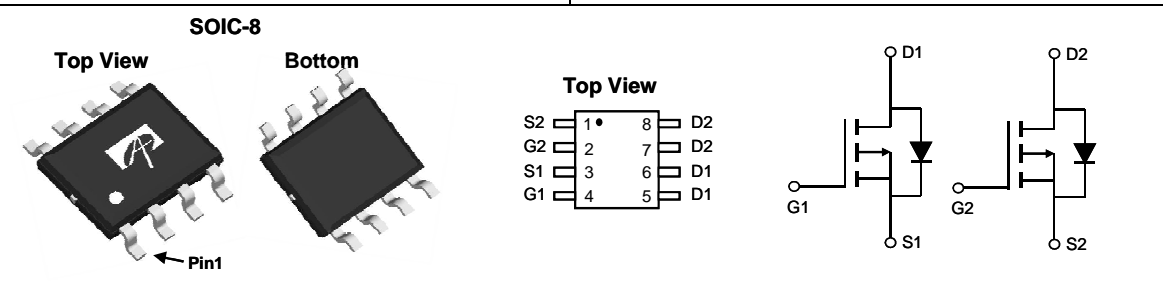 SOIC-8
Top View
Bottom
Pin1
Top View
S2 1 8 D2
G2 2 7 D2
S1 3 6 D1
G1 4 5 D1
D1
G1
S1
D2
G2
S2